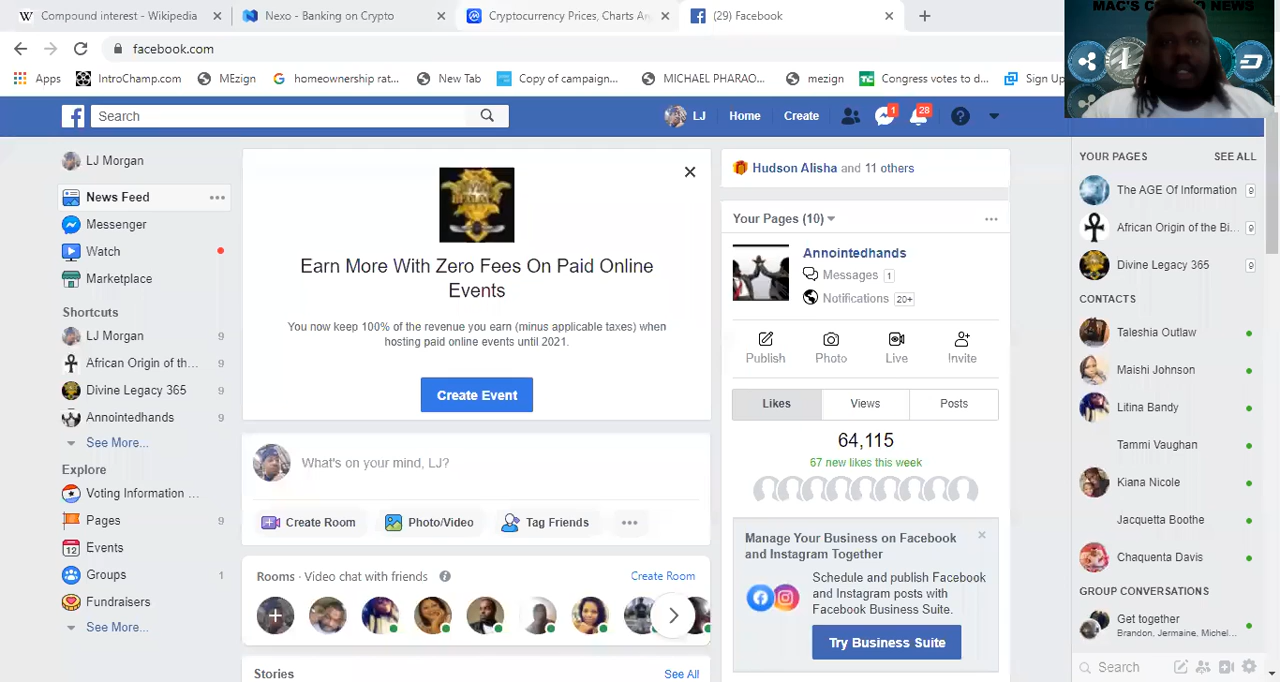 Compound interest - Wikipedia
Nexo - Banking on Crypto
Cryptocurrency Prices, Charts An
(29) Facebook
facebook.com
Apps
IntroChamp.com
MEzign
homeownership rat...
New Tab
Copy of campaign...
MICHAEL PHARAO...
mezign
Congress votes to d...
Sign Up
Search
LJ
Home
Create
1
28
LJ Morgan
News Feed
Messenger
Watch
Marketplace
Shortcuts
LJ Morgan 9
African Origin of th... 9
Divine Legacy 365 9
Annointedhands 9
See More...
Explore
Voting Information ...
Pages 9
12 Events
Groups 1
Fundraisers
See More...
Earn More With Zero Fees On Paid Online
Events
You now keep 100% of the revenue you earn (minus applicable taxes) when
hosting paid online events until 2021.
Create Event
What's on your mind, LJ?
Create Room
Photo/Video
Tag Friends
Rooms · Video chat with friends
Create Room
Stories
See All
Hudson Alisha and 11 others
Your Pages (10)
Annointedhands
Messages 1
Notifications 20+
Publish
Photo
Live
Invite
Likes
Views
Posts
64,115
67 new likes this week
Manage Your Business on Facebook
and Instagram Together
Schedule and publish Facebook
and Instagram posts with
Facebook Business Suite.
Try Business Suite
YOUR PAGES
SEE ALL
The AGE Of Information 9
African Origin of the Bi... 9
Divine Legacy 365 9
CONTACTS
Taleshia Outlaw
Maishi Johnson
Litina Bandy
Tammi Vaughan
Kiana Nicole
Jacquetta Boothe
Chaquenta Davis
GROUP CONVERSATIONS
Get together
Brandon, Jermaine, Michel...
Search